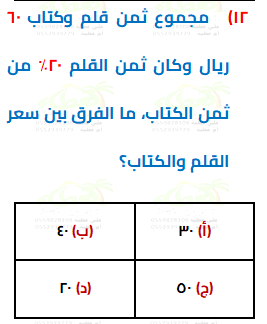 ١٢) مجموع ثمن قلم وكتاب ٦٠
ريال وكان ثمن القلم ٢٠٪ من
ثمن الكتاب، ما الفرق بين سعر
القلم والكتاب؟
(أ) ٣٠
(ب) ٤٠
(ج) ٥٠
(د) ٢٠